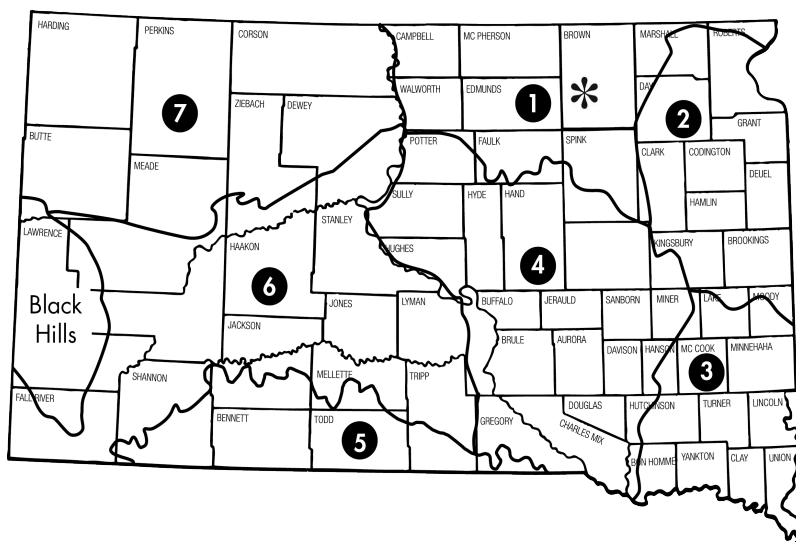 HARDING
PERKINS
CORSON
CAMPBELL
MC PHERSON
BROWN
MARSHALL
ROBERTS
7
ZIEBACH
DEWEY
WALWORTH
EDMUNDS
1
*
DAY
2
GRANT
BUTTE
MEADE
POTTER
FAULK
SPINK
CLARK
CODINGTON
DEUEL
SULLY
HYDE
HAND
HAMLIN
LAWRENCE
STANLEY
HAAKON
HUGHES
KINGSBURY
BROOKINGS
6
4
Black
Hills
JONES
LYMAN
BUFFALO
JERAULD
SANBORN
MINER
LAKE
MOODY
JACKSON
BRULE
AURORA
DAVISON
HANSON
MC COOK
MINNEHAHA
3
SHANNON
MELLETTE
TRIPP
FALL RIVER
BENNETT
TODD
5
GREGORY
DOUGLAS
CHARLES MIX
HUTCHINSON
TURNER
LINCOLN
BON HOMME
YANKTON
CLAY
UNION